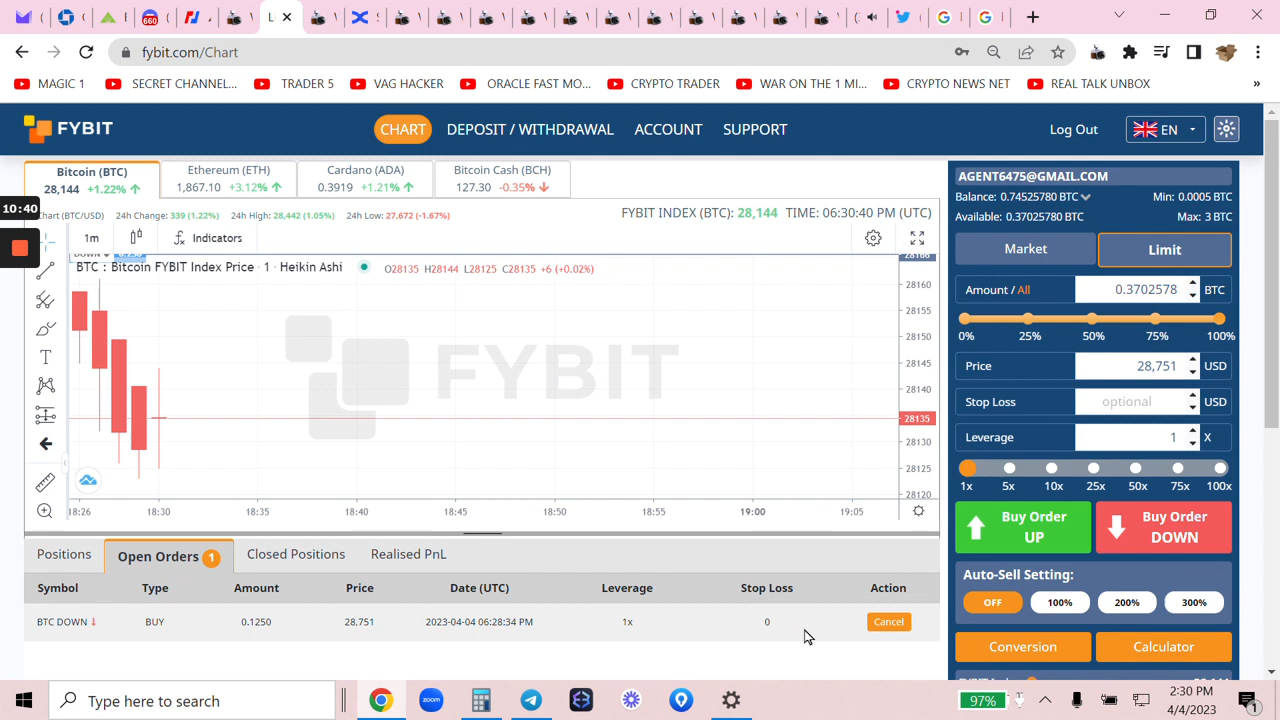 660
fybit.com/Chart
MAGIC 1
SECRET CHANNEL...
TRADER 5
VAG HACKER
ORACLE FAST MO...
CRYPTO TRADER
WAR ON THE 1 MI...
CRYPTO NEWS NET
REAL TALK UNBOX
»
FYBIT
CHART
DEPOSIT / WITHDRAWAL
ACCOUNT
SUPPORT
Log Out
EN
Bitcoin (BTC)
28,144 +1.22% ↑
Ethereum (ETH)
1,867.10 +3.12% ↑
Cardano (ADA)
0.3919 +1.21% ↑
Bitcoin Cash (BCH)
127.30 -0.35% ↓
10:40
hart (BTC/USD) 24h Change: 339 (1.22%) 24h High: 28,442 (1.05%) 24h Low: 27,672 (-1.67%)
FYBIT INDEX (BTC): 28,144 TIME: 06:30:40 PM (UTC)
1m
Indicators
DOWN
BTC : Bitcoin FYBIT Index Price · 1 · Heikin Ashi
O28135 H28144 L28125 C28135 +6 (+0.02%)
28166
28160
28155
28150
28145
28140
28135
28130
28125
28120
FYBIT
18:26
18:30
18:35
18:40
18:45
18:50
18:55
19:00
19:05
AGENT6475@GMAIL.COM
Balance: 0.74525780 BTC
Min: 0.0005 BTC
Available: 0.37025780 BTC
Max: 3 BTC
Market
Limit
Amount / All
0.3702578
BTC
0% 25% 50% 75% 100%
Price
28,751
USD
Stop Loss
optional
USD
Leverage
1
X
1x 5x 10x 25x 50x 75x 100x
Buy Order
UP
Buy Order
DOWN
Auto-Sell Setting:
OFF
100%
200%
300%
Conversion
Calculator
Positions
Open Orders 1
Closed Positions
Realised PnL
Symbol Type Amount Price Date (UTC) Leverage Stop Loss Action
BTC DOWN ↓ BUY 0.1250 28,751 2023-04-04 06:28:34 PM 1x 0 Cancel
Type here to search
zoom
97%
2:30 PM
4/4/2023
1